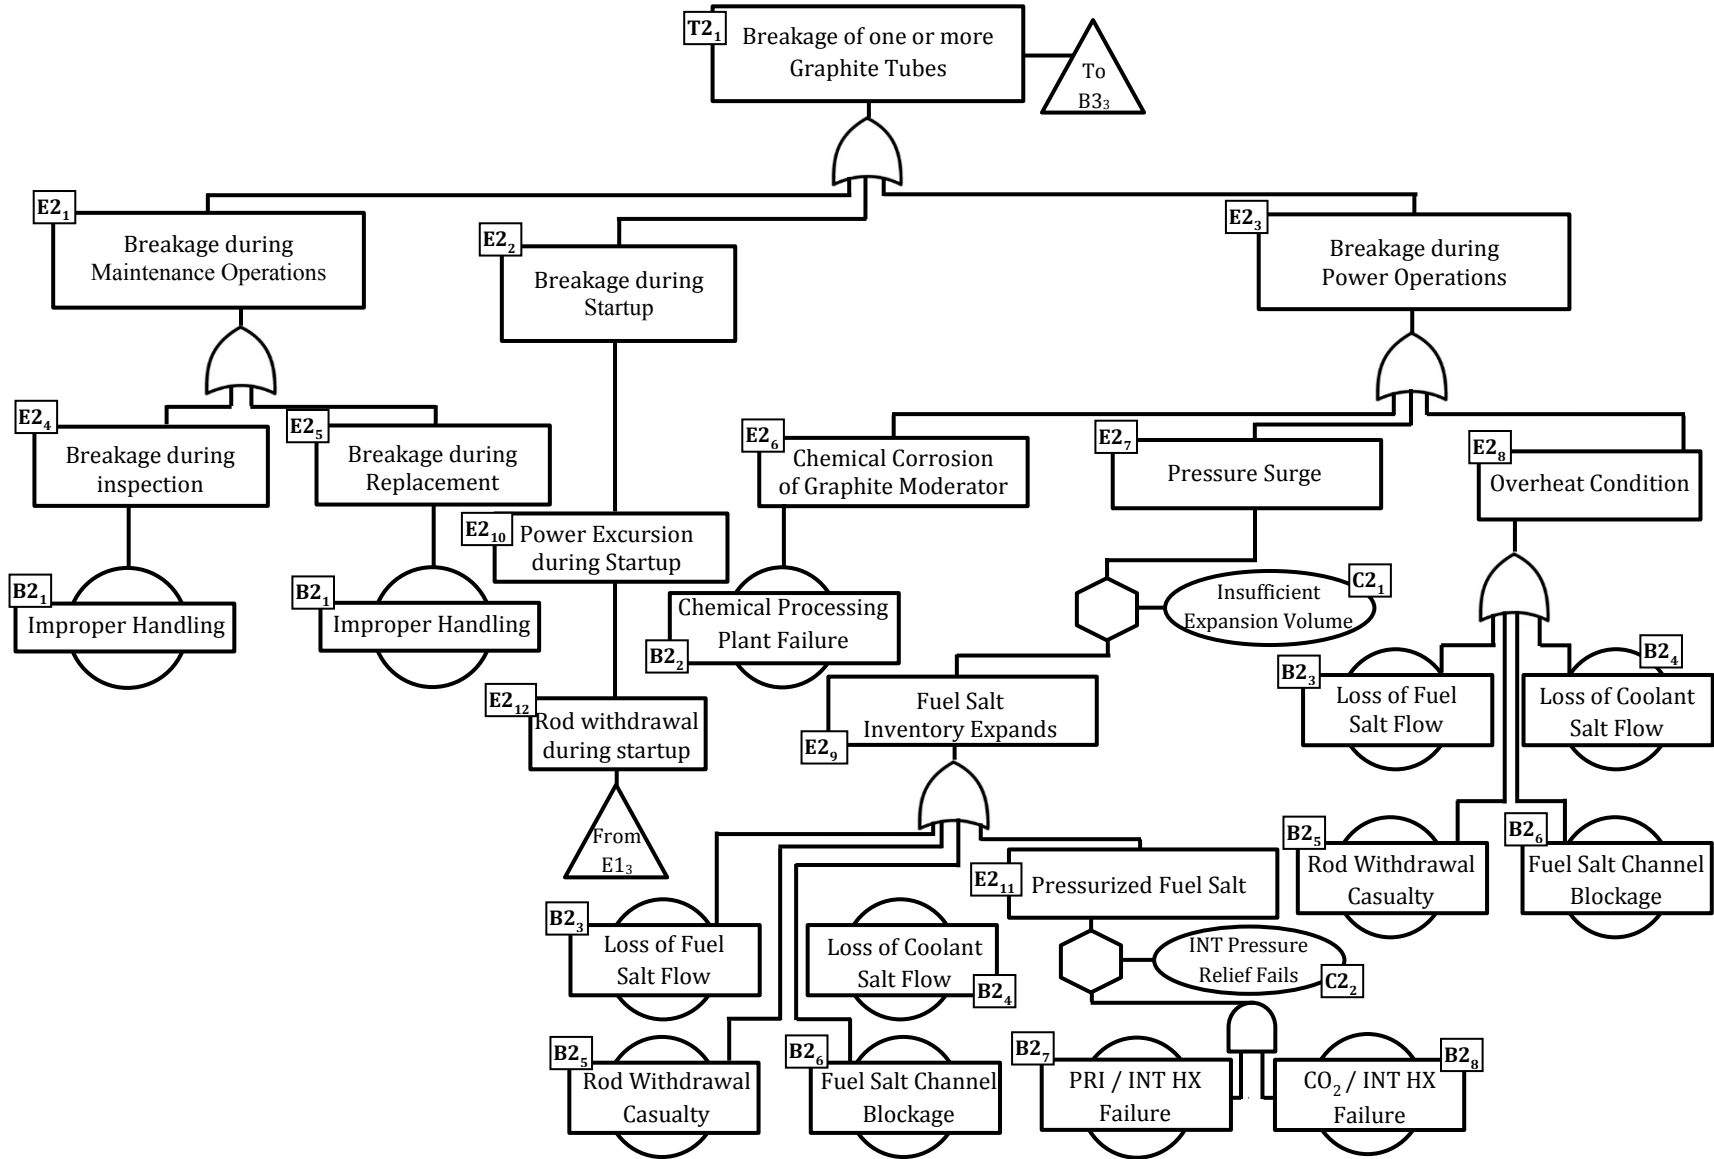 T2₁
Breakage of one or more
Graphite Tubes
To
B3₃
E2₁
Breakage during
Maintenance Operations
E2₂
Breakage during
Startup
E2₃
Breakage during
Power Operations
E2₄
Breakage during
inspection
E2₅
Breakage during
Replacement
E2₆
Chemical Corrosion
of Graphite Moderator
E2₇
Pressure Surge
E2₈
Overheat Condition
E2₁₀
Power Excursion
during Startup
B2₁
Improper Handling
B2₁
Improper Handling
Chemical Processing
Plant Failure
B2₂
Insufficient
Expansion Volume
C2₁
E2₁₂
Rod withdrawal
during startup
From
E1₃
Fuel Salt
Inventory Expands
E2₉
B2₃
Loss of Fuel
Salt Flow
B2₄
Loss of Coolant
Salt Flow
B2₅
Rod Withdrawal
Casualty
B2₆
Fuel Salt Channel
Blockage
E2₁₁
Pressurized Fuel Salt
B2₃
Loss of Fuel
Salt Flow
Loss of Coolant
Salt Flow
B2₄
INT Pressure
Relief Fails
C2₂
B2₅
Rod Withdrawal
Casualty
B2₆
Fuel Salt Channel
Blockage
B2₇
PRI / INT HX
Failure
B2₈
CO₂ / INT HX
Failure